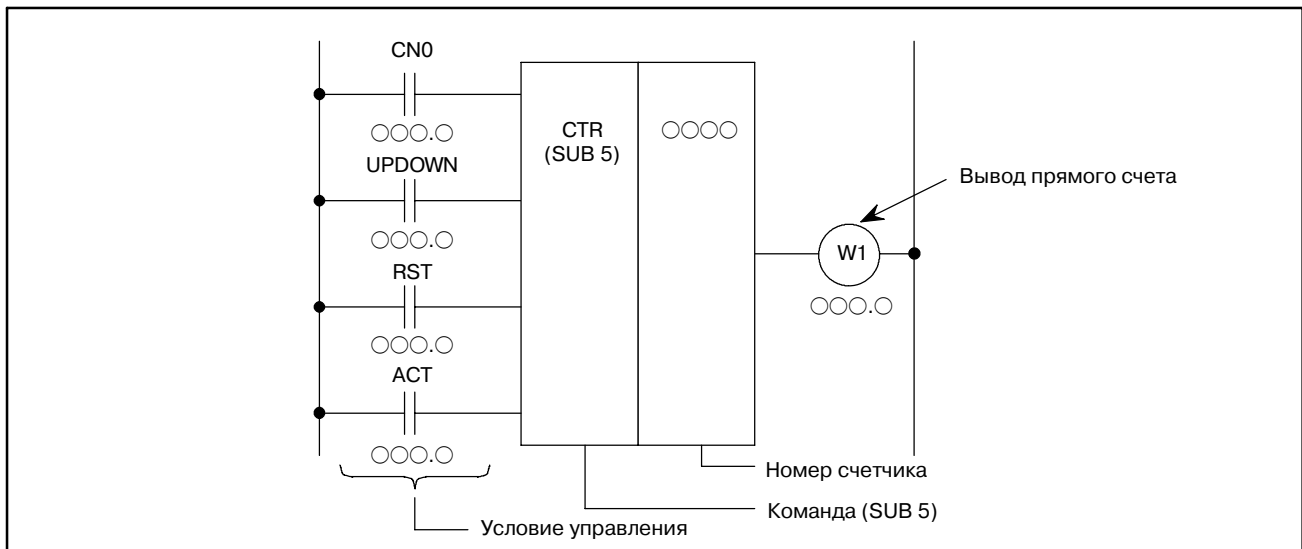 CN0
○○○.○
UPDOWN
○○○.○
RST
○○○.○
ACT
○○○.○
CTR
(SUB 5)
○○○○
W1
○○○.○
Вывод прямого счета
Номер счетчика
Команда (SUB 5)
Условие управления